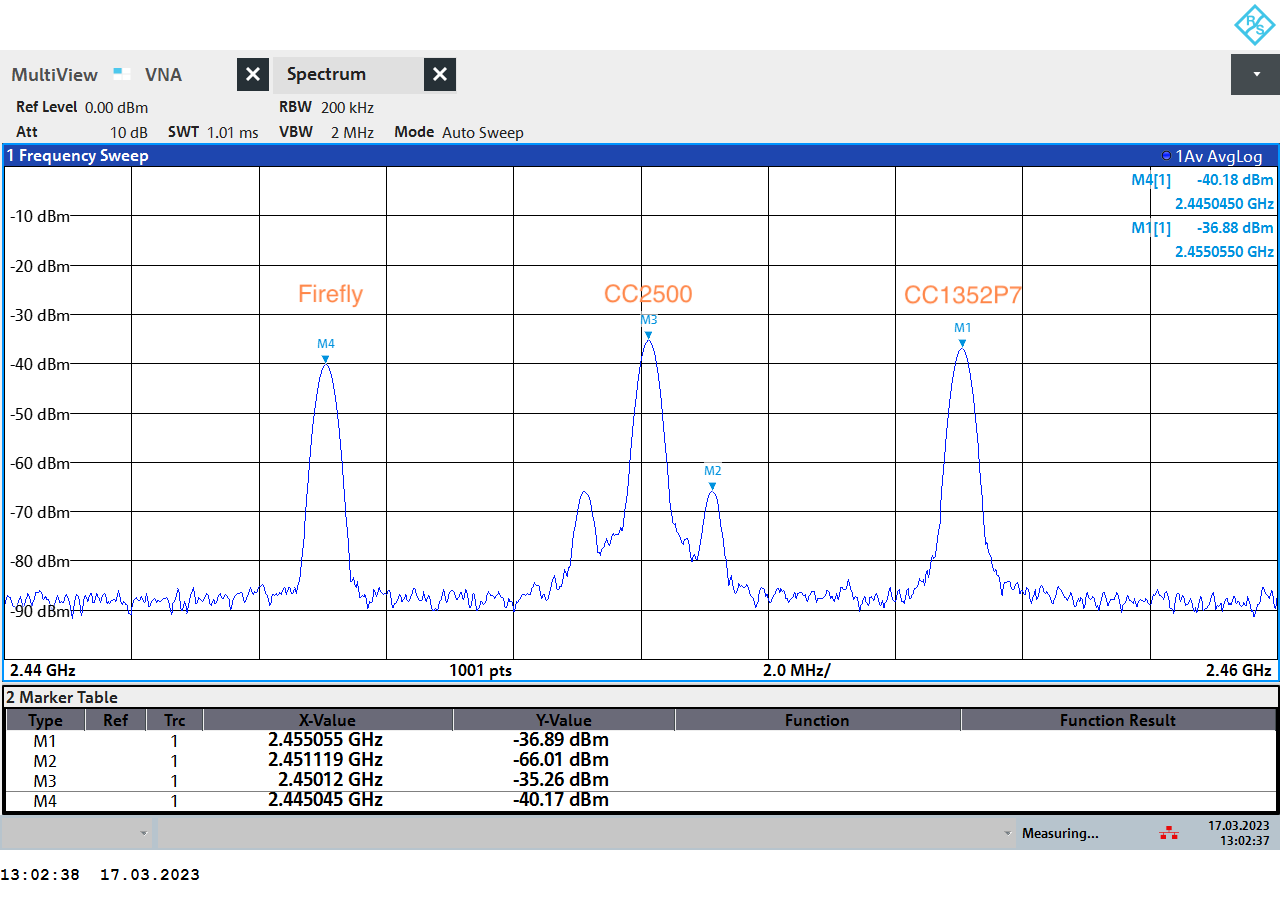 R S
MultiView VNA ✕ Spectrum ✕
Ref Level 0.00 dBm RBW 200 kHz
Att 10 dB SWT 1.01 ms VBW 2 MHz Mode Auto Sweep
1 Frequency Sweep 1Av AvgLog
M4[1] -40.18 dBm
2.4450450 GHz
M1[1] -36.88 dBm
2.4550550 GHz
-10 dBm
-20 dBm
Firefly CC2500 CC1352P7
-30 dBm
M3
M1
M4
-40 dBm
-50 dBm
-60 dBm
M2
-70 dBm
-80 dBm
-90 dBm
2.44 GHz 1001 pts 2.0 MHz/ 2.46 GHz
2 Marker Table
Type Ref Trc X-Value Y-Value Function Function Result
M1 1 2.455055 GHz -36.89 dBm
M2 1 2.451119 GHz -66.01 dBm
M3 1 2.45012 GHz -35.26 dBm
M4 1 2.445045 GHz -40.17 dBm
Measuring... 17.03.2023
13:02:37
13:02:38 17.03.2023